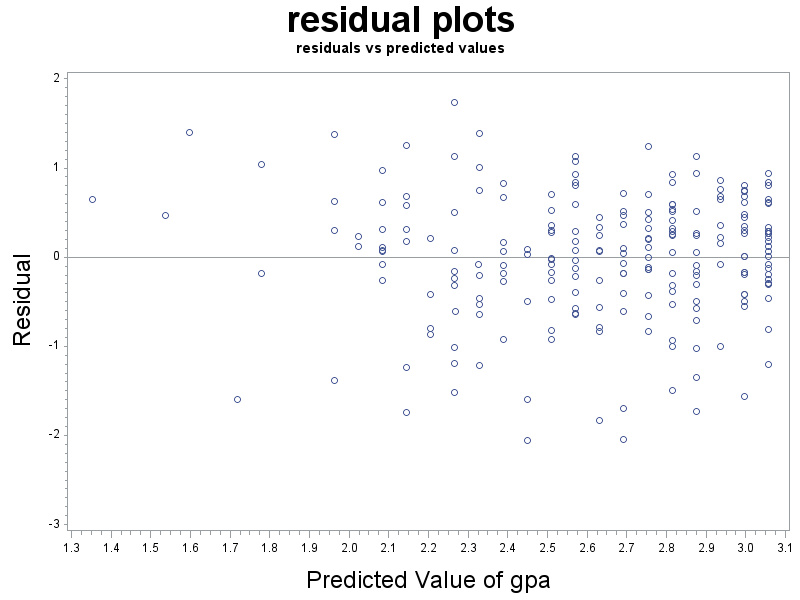 residual plots
residuals vs predicted values
2
1
0
-1
-2
-3
Residual
1.3 1.4 1.5 1.6 1.7 1.8 1.9 2.0 2.1 2.2 2.3 2.4 2.5 2.6 2.7 2.8 2.9 3.0 3.1
Predicted Value of gpa